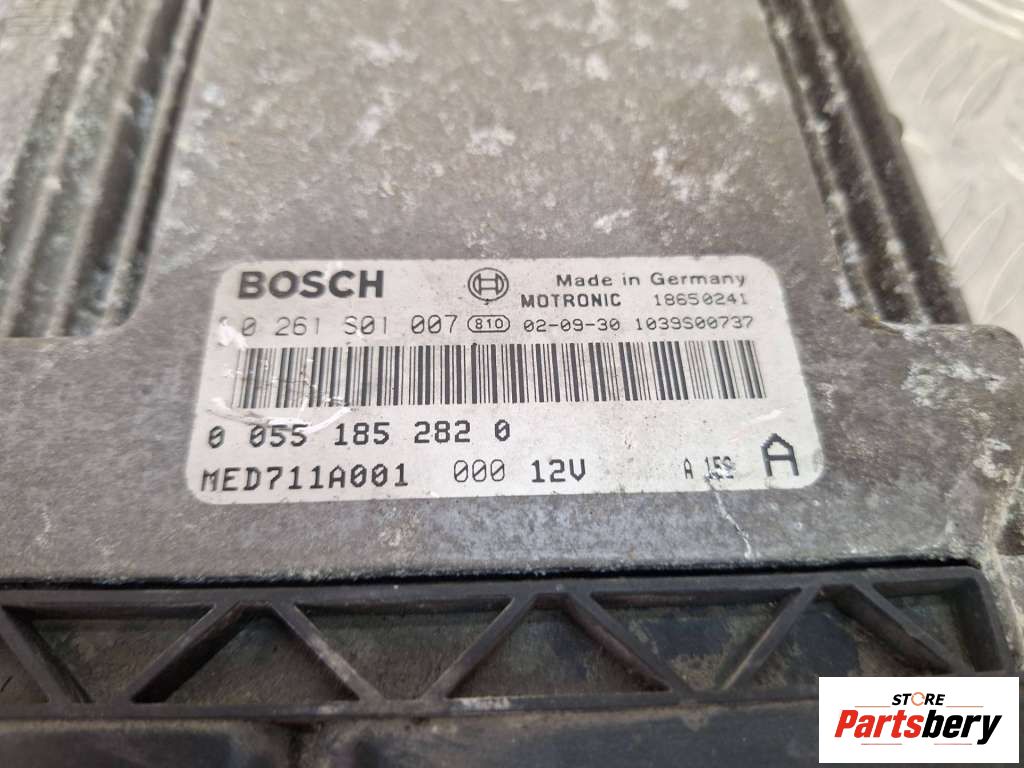 BOSCH
Made in Germany
MOTRONIC 18650241
0 261 S01 007 810 02-09-30 1039S00737
0 055 185 282 0
MED711A001 000 12V
A
A
STORE
Partsbery